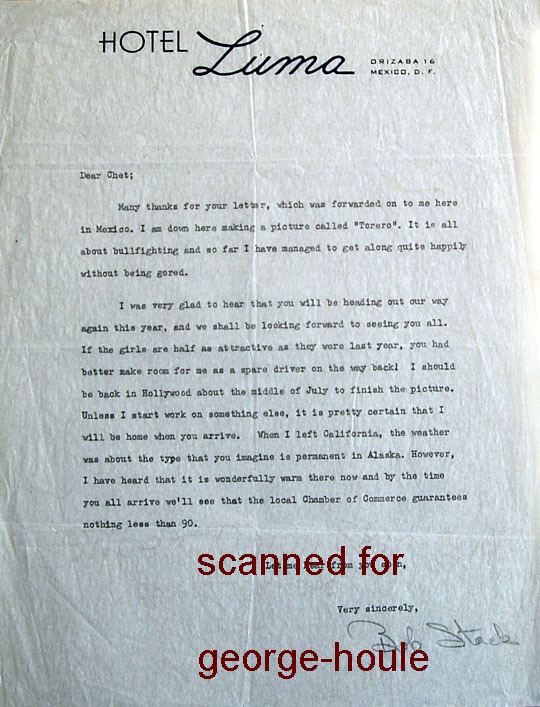 HOTEL Luma ORIZABA 16
MEXICO, D. F.
Dear Chet;
Many thanks for your letter, which was forwarded on to me here
in Mexico. I am down here making a picture called "Torero". It is all
about bullfighting and so far I have managed to get along quite happily
without being gored.
I was very glad to hear that you will be heading out our way
again this year, and we shall be looking forward to seeing you all.
If the girls are half as attractive as they were last year, you had
better make room for me as a spare driver on the way back! I should
be back in Hollywood about the middle of July to finish the picture.
Unless I start work on something else, it is pretty certain that I
will be home when you arrive. When I left California, the weather
was about the type that you imagine is permanent in Alaska. However,
I have heard that it is wonderfully warm there now and by the time
you all arrive we'll see that the local Chamber of Commerce guarantees
nothing less than 90.
scanned for
Let me hear from you soon,
Very sincerely,
Bob Stack
george-houle